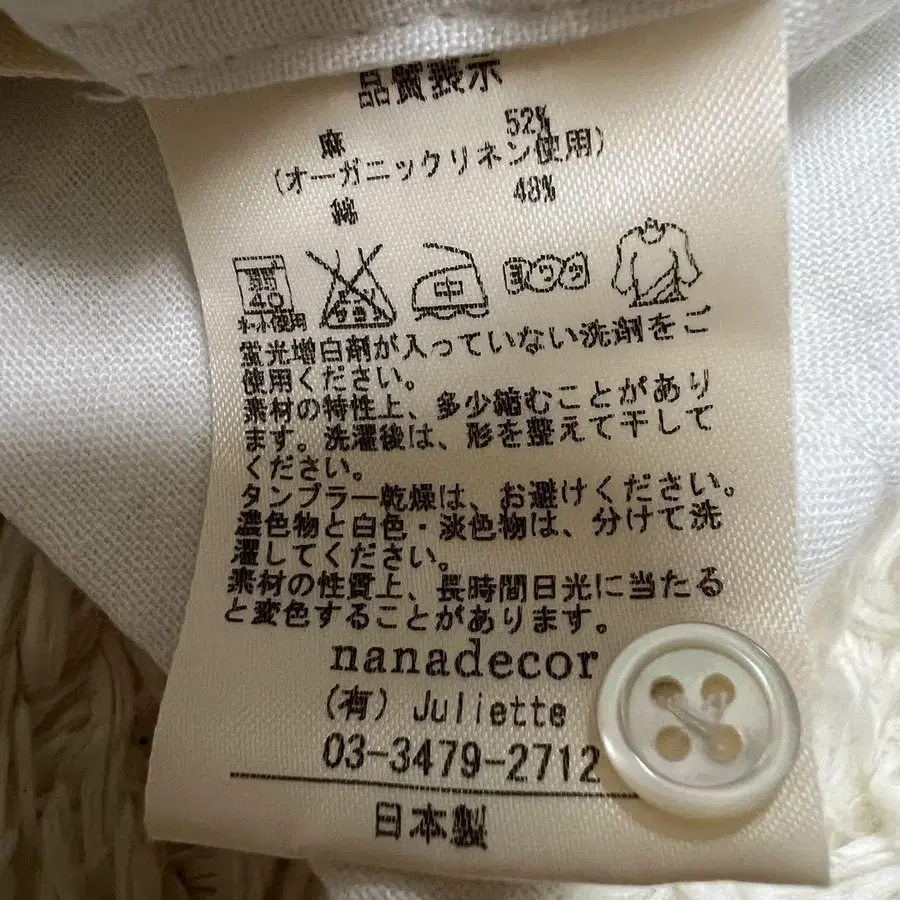 品質表示
麻 52%
(オーガニックリネン使用)
綿 48%
弱
40
ネット使用
エンソサラシ
中
ヨワク
蛍光増白剤が入っていない洗剤をご
使用ください。
素材の特性上、多少縮むことがあり
ます。洗濯後は、形を整えて干して
ください。
タンブラー乾燥は、お避けください。
濃色物と白色・淡色物は、分けて洗
濯してください。
素材の性質上、長時間日光に当たる
と変色することがあります。
nanadecor
(有) Juliette
03-3479-2712
日本製